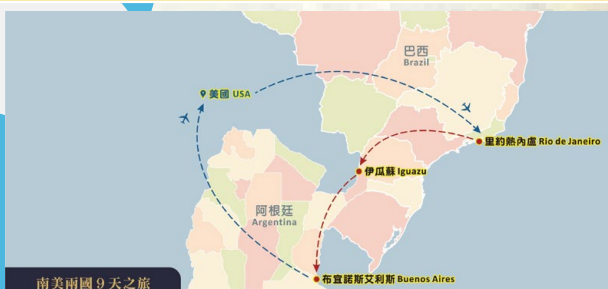 巴西
Brazil
美國 USA
里約熱內盧 Rio de Janeiro
伊瓜蘇 Iguazu
阿根廷
Argentina
布宜諾斯艾利斯 Buenos Aires
南美兩國9天之旅